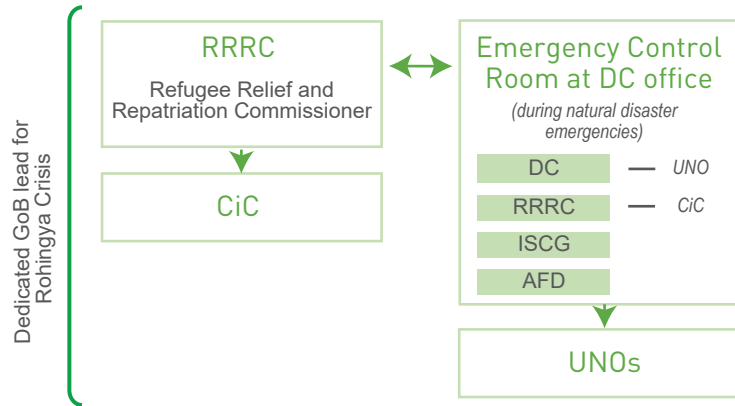 Dedicated GoB lead for
Rohingya Crisis
RRRC
Refugee Relief and
Repatriation Commissioner
CiC
Emergency Control
Room at DC office
(during natural disaster
emergencies)
DC — UNO
RRRC — CiC
ISCG
AFD
UNOs